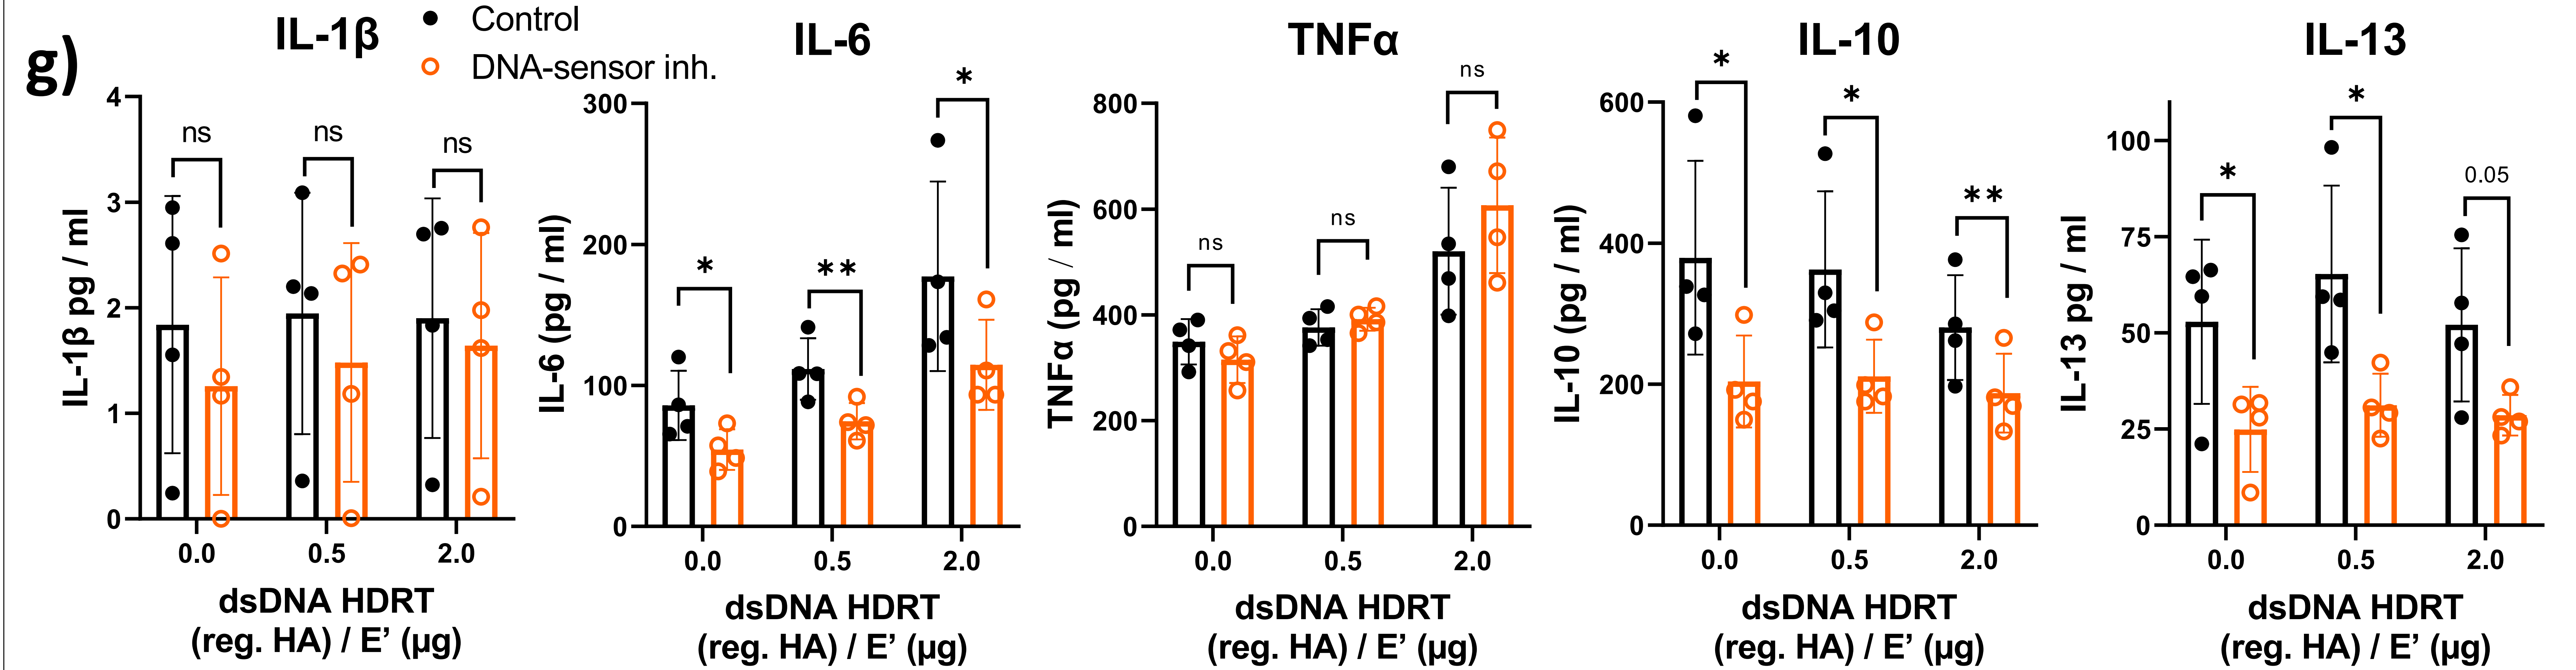 g)
Control
DNA-sensor inh.
IL-1β
4
3
2
1
0
IL-1β pg / ml
ns
ns
ns
0.0 0.5 2.0
dsDNA HDRT
(reg. HA) / E’ (μg)
IL-6
300
200
100
0
IL-6 (pg / ml)
*
**
*
0.0 0.5 2.0
dsDNA HDRT
(reg. HA) / E’ (μg)
TNFα
800
600
400
200
0
TNFα (pg / ml)
ns
ns
ns
0.0 0.5 2.0
dsDNA HDRT
(reg. HA) / E’ (μg)
IL-10
600
400
200
0
IL-10 (pg / ml)
*
*
**
0.0 0.5 2.0
dsDNA HDRT
(reg. HA) / E’ (μg)
IL-13
100
75
50
25
0
IL-13 pg / ml
*
*
0.05
0.0 0.5 2.0
dsDNA HDRT
(reg. HA) / E’ (μg)